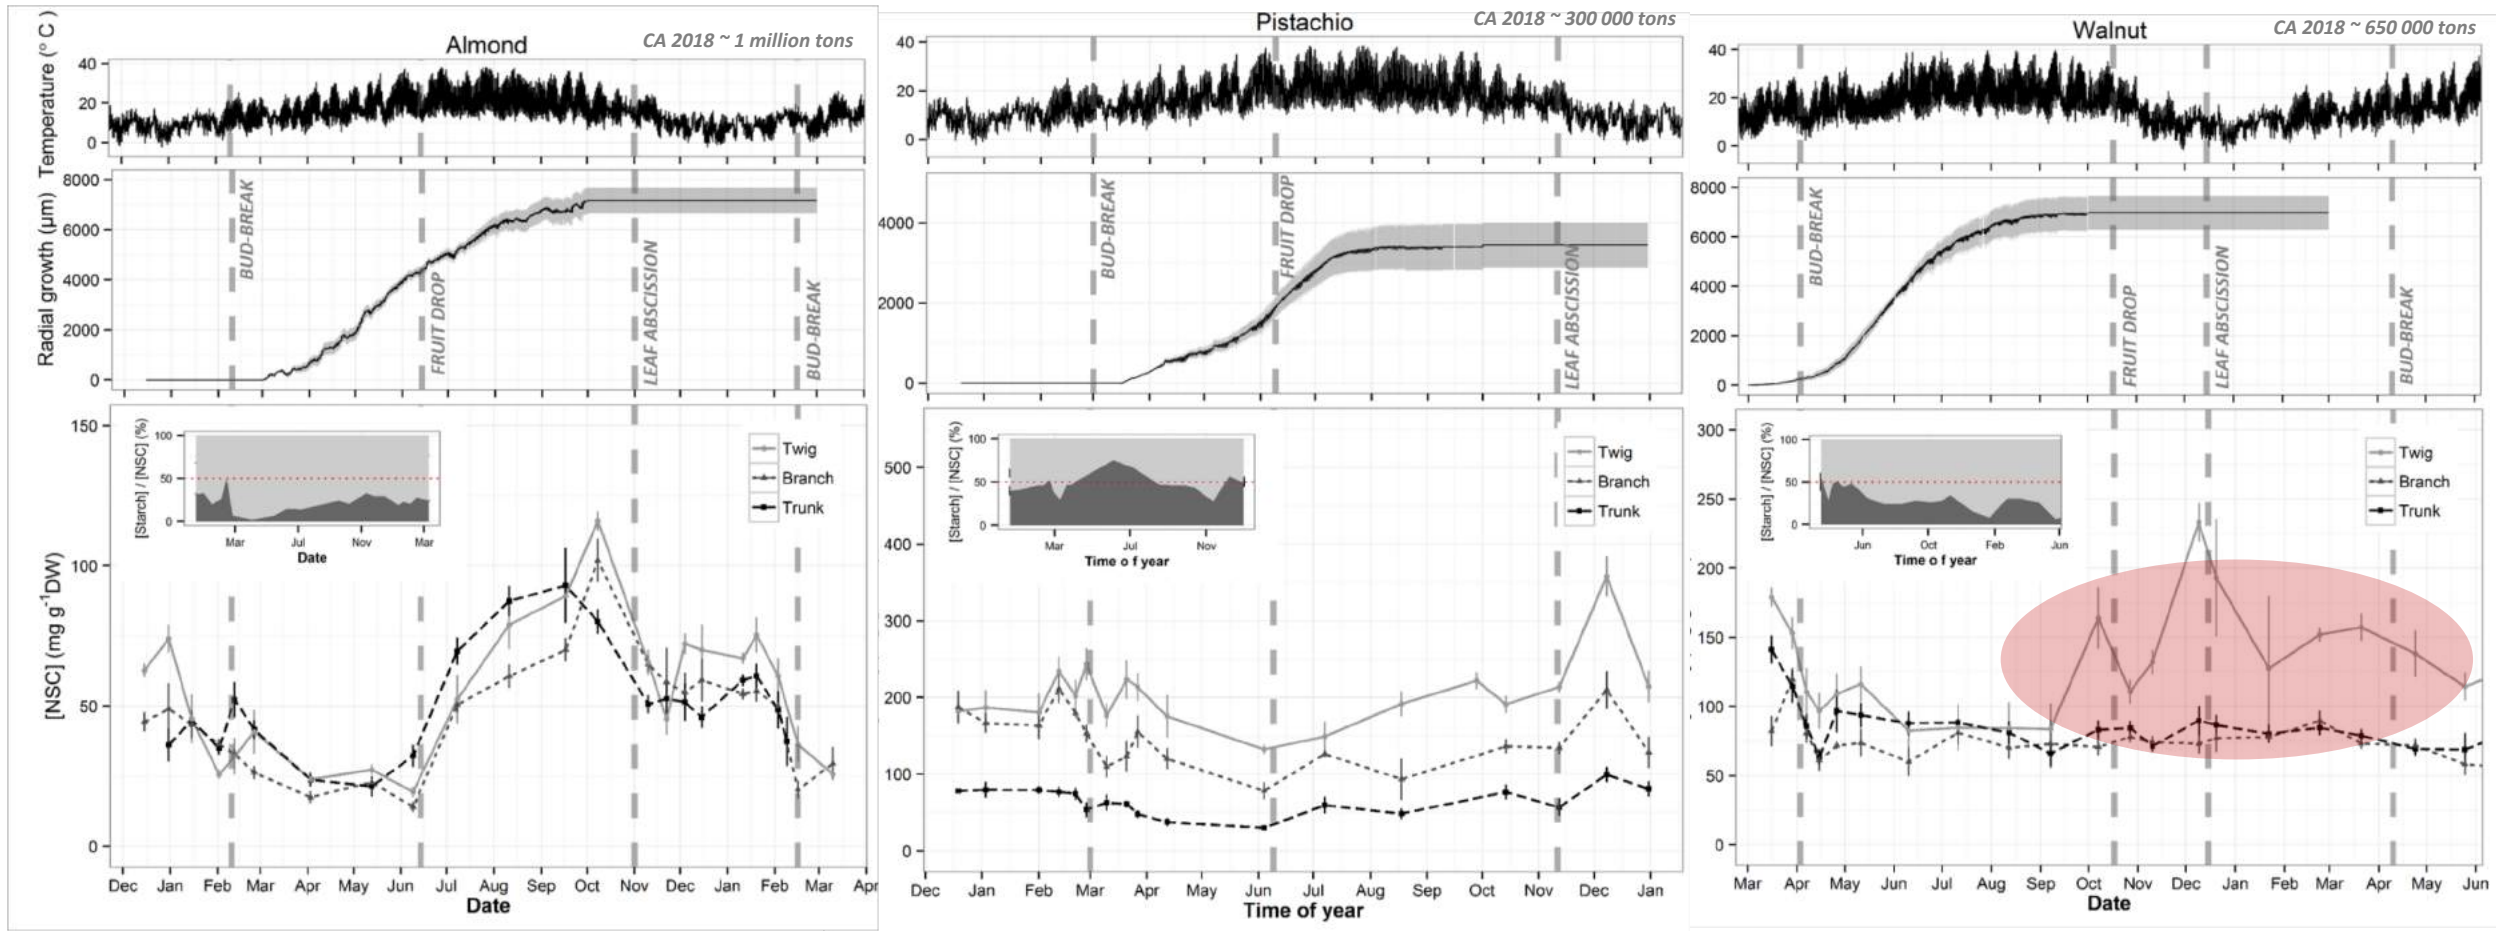 Almond
CA 2018 ~ 1 million tons
Temperature (° C)
40
20
0
Radial growth (µm)
8000
6000
4000
2000
0
BUD-BREAK
FRUIT DROP
LEAF ABSCISSION
BUD-BREAK
[NSC] (mg g-1DW)
150
100
50
0
[Starch] / [NSC] (%)
100
50
0
Mar Jul Nov Mar
Date
Twig
Branch
Trunk
Dec Jan Feb Mar Apr May Jun Jul Aug Sep Oct Nov Dec Jan Feb Mar Apr
Date
Pistachio
CA 2018 ~ 300 000 tons
40
20
0
4000
2000
0
BUD-BREAK
FRUIT DROP
LEAF ABSCISSION
500
400
300
200
100
0
[Starch] / [NSC] (%)
100
50
0
Mar Jul Nov
Time o f year
Twig
Branch
Trunk
Dec Jan Feb Mar Apr May Jun Jul Aug Sep Oct Nov Dec Jan
Time of year
Walnut
CA 2018 ~ 650 000 tons
40
20
0
8000
6000
4000
2000
0
BUD-BREAK
FRUIT DROP
LEAF ABSCISSION
BUD-BREAK
300
250
200
150
100
50
0
[Starch] / [NSC] (%)
100
50
0
Jun Oct Feb Jun
Time o f year
Twig
Branch
Trunk
Mar Apr May Jun Jul Aug Sep Oct Nov Dec Jan Feb Mar Apr May Jun
Date